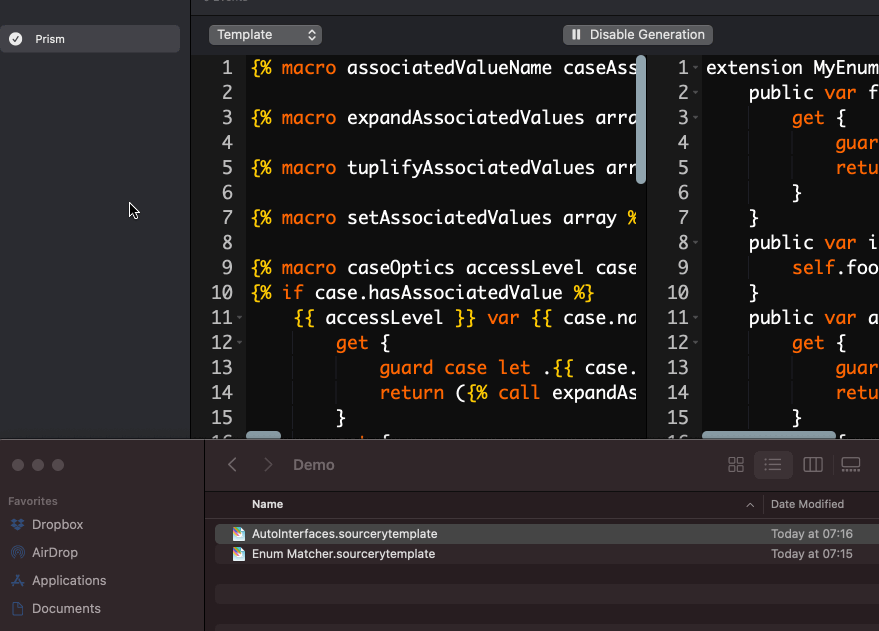 Prism
Template
Disable Generation
1 {% macro associatedValueName caseAss
2
3 {% macro expandAssociatedValues arra
4
5 {% macro tuplifyAssociatedValues arr
6
7 {% macro setAssociatedValues array %
8
9 {% macro caseOptics accessLevel case
10 {% if case.hasAssociatedValue %}
11 {{ accessLevel }} var {{ case.na
12 get {
13 guard case let .{{ case.
14 return ({% call expandAs
15 }
1 extension MyEnum
2 public var f
3 get {
4 guar
5 retu
6 }
7 }
8 public var i
9 self.foo
10 }
11 public var a
12 get {
13 guar
14 retu
15 }
Demo
Favorites
Dropbox
AirDrop
Applications
Documents
Name Date Modified
AutoInterfaces.sourcerytemplate Today at 07:16
Enum Matcher.sourcerytemplate Today at 07:15